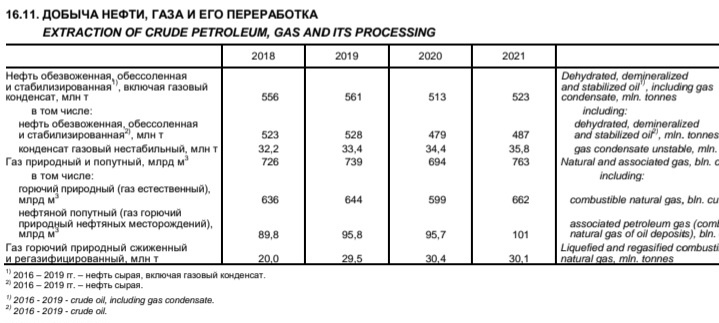 16.11. ДОБЫЧА НЕФТИ, ГАЗА И ЕГО ПЕРЕРАБОТКА
EXTRACTION OF CRUDE PETROLEUM, GAS AND ITS PROCESSING
2018 2019 2020 2021
Нефть обезвоженная, обессоленная Dehydrated, demineralized
и стабилизированная1), включая газовый and stabilized oil1), including gas
конденсат, млн т 556 561 513 523 condensate, mln. tonnes
в том числе: including:
нефть обезвоженная, обессоленная dehydrated, demineralized
и стабилизированная2), млн т 523 528 479 487 and stabilized oil2), mln. tonnes
конденсат газовый нестабильный, млн т 32,2 33,4 34,4 35,8 gas condensate unstable, mln.
Газ природный и попутный, млрд м3 726 739 694 763 Natural and associated gas, bln. c
в том числе: including:
горючий природный (газ естественный),
млрд м3 636 644 599 662 combustible natural gas, bln. cu
нефтяной попутный (газ горючий associated petroleum gas (comb
природный нефтяных месторождений), natural gas of oil deposits), bln.
млрд м3 89,8 95,8 95,7 101
Газ горючий природный сжиженный Liquefied and regasified combusti
и регазифицированный, млн т 20,0 29,5 30,4 30,1 natural gas, mln. tonnes
1) 2016 – 2019 гг. – нефть сырая, включая газовый конденсат.
2) 2016 – 2019 гг. – нефть сырая.
1) 2016 - 2019 - crude oil, including gas condensate.
2) 2016 - 2019 - crude oil.